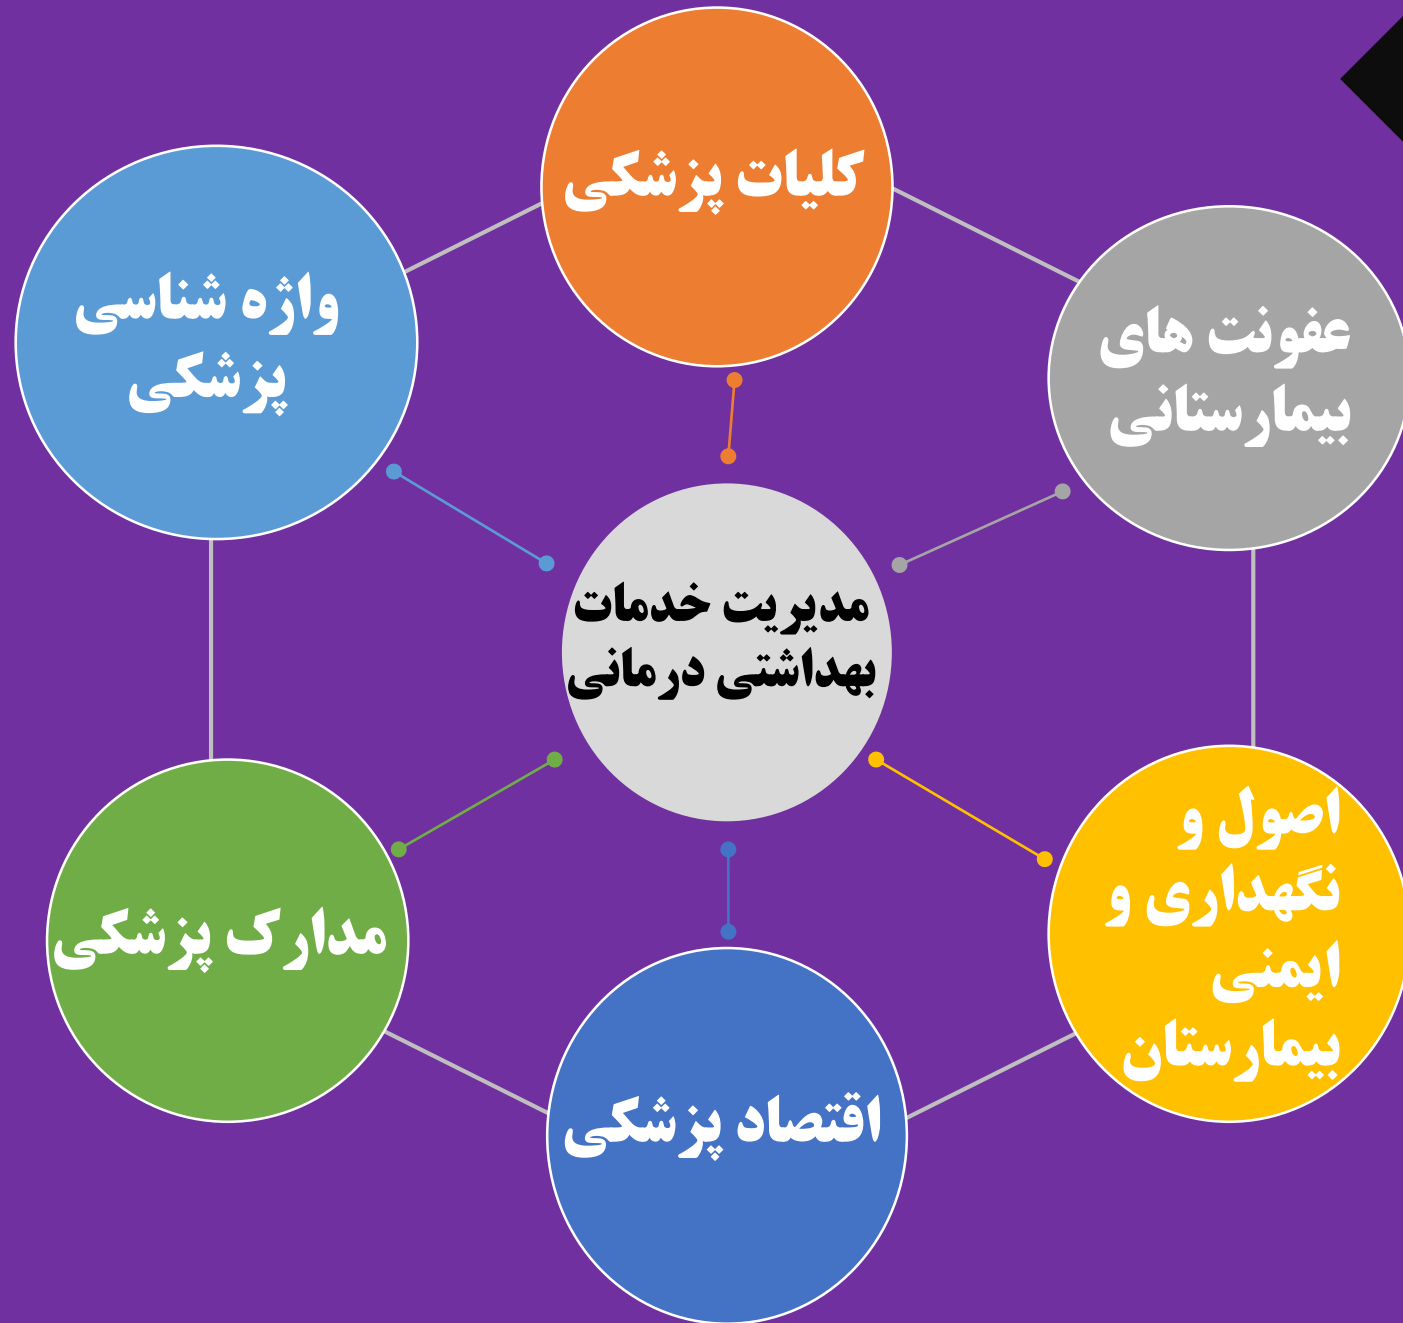 کلیات پزشکی
واژه شناسی
پزشکی
عفونت های
بیمارستانی
مدیریت خدمات
بهداشتی درمانی
مدارک پزشکی
اصول و
نگهداری و
ایمنی
بیمارستان
اقتصاد پزشکی